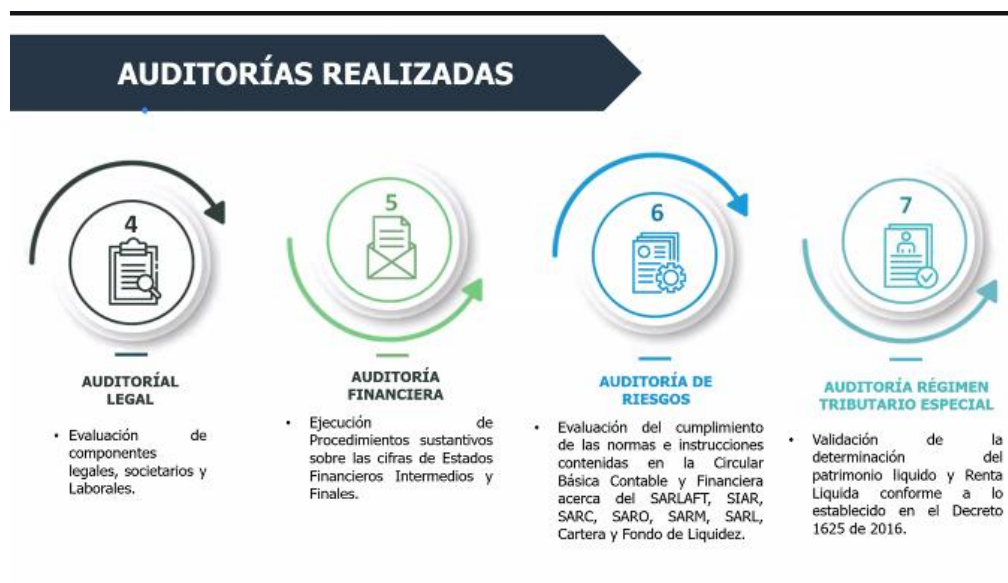 AUDITORÍAS REALIZADAS
4
AUDITORÍAL
LEGAL
• Evaluación de
componentes
legales, societarios y
Laborales.
5
AUDITORÍA
FINANCIERA
• Ejecución de
Procedimientos sustantivos
sobre las cifras de Estados
Financieros Intermedios y
Finales.
6
AUDITORÍA DE
RIESGOS
• Evaluación del cumplimiento
de las normas e instrucciones
contenidas en la Circular
Básica Contable y Financiera
acerca del SARLAFT, SIAR,
SARC, SARO, SARM, SARL,
Cartera y Fondo de Liquidez.
7
AUDITORÍA RÉGIMEN
TRIBUTARIO ESPECIAL
• Validación de la
determinación del
patrimonio liquido y Renta
Liquida conforme a lo
establecido en el Decreto
1625 de 2016.